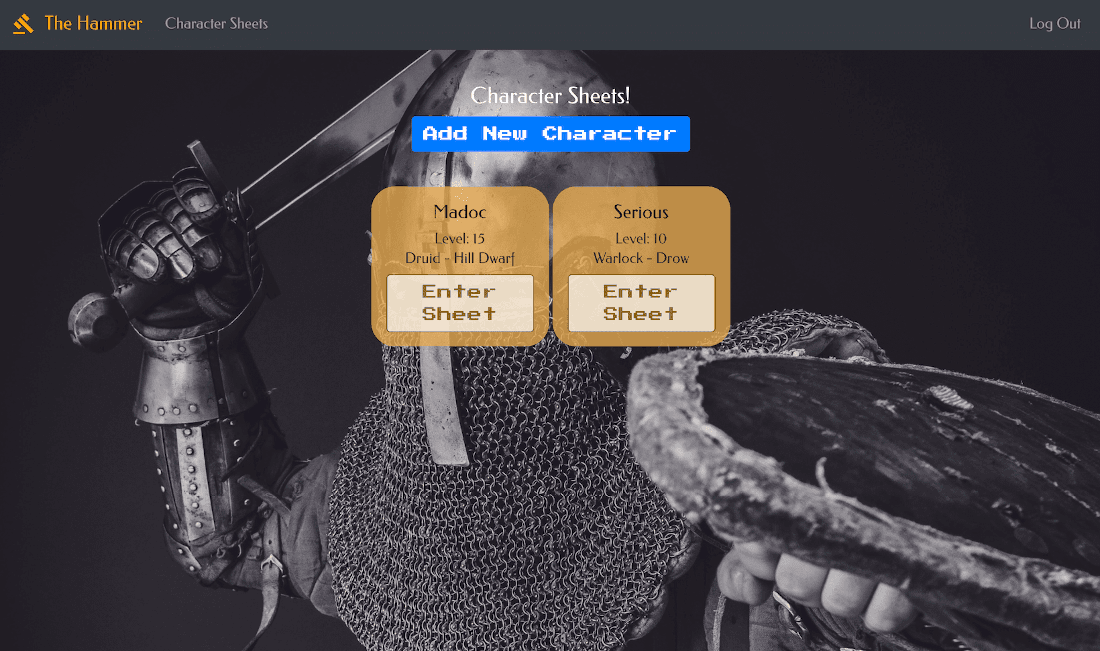 The Hammer
Character Sheets
Log Out
Character Sheets!
Add New Character
Madoc
Level: 15
Druid - Hill Dwarf
Enter
Sheet
Serious
Level: 10
Warlock - Drow
Enter
Sheet